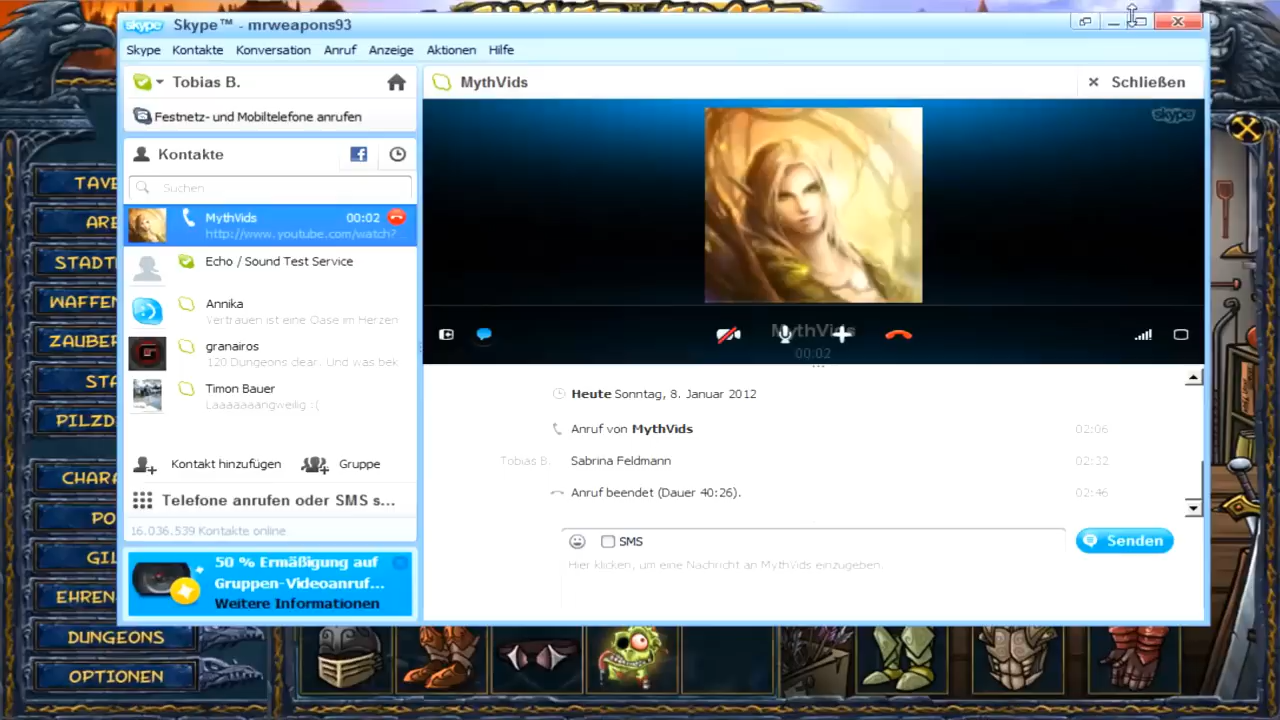 skype Skype™ - mrweapons93
Skype Kontakte Konversation Anruf Anzeige Aktionen Hilfe
Tobias B.
Festnetz- und Mobiltelefone anrufen
Kontakte
Suchen
MythVids 00:02
http://www.youtube.com/watch?...
Echo / Sound Test Service
Annika
Vertrauen ist eine Oase im Herzen
granairos
120 Dungeons clear. Und was bek
Timon Bauer
Laaaaaaangweilig :(
Kontakt hinzufügen Gruppe
Telefone anrufen oder SMS s...
16.036.539 Kontakte online
50 % Ermäßigung auf
Gruppen-Videoanruf...
Weitere Informationen
MythVids Schließen
skype
MythVids
00:02
Heute Sonntag, 8. Januar 2012
Anruf von MythVids 02:06
Tobias B. Sabrina Feldmann 02:32
Anruf beendet (Dauer 40:26). 02:46
SMS
Senden
Hier klicken, um eine Nachricht an MythVids einzugeben.
TAVE
ARE
STADT
WAFFEN
ZAUBER
STA
PILZD
CHARA
PO
GIL
EHREN
DUNGEONS
OPTIONEN